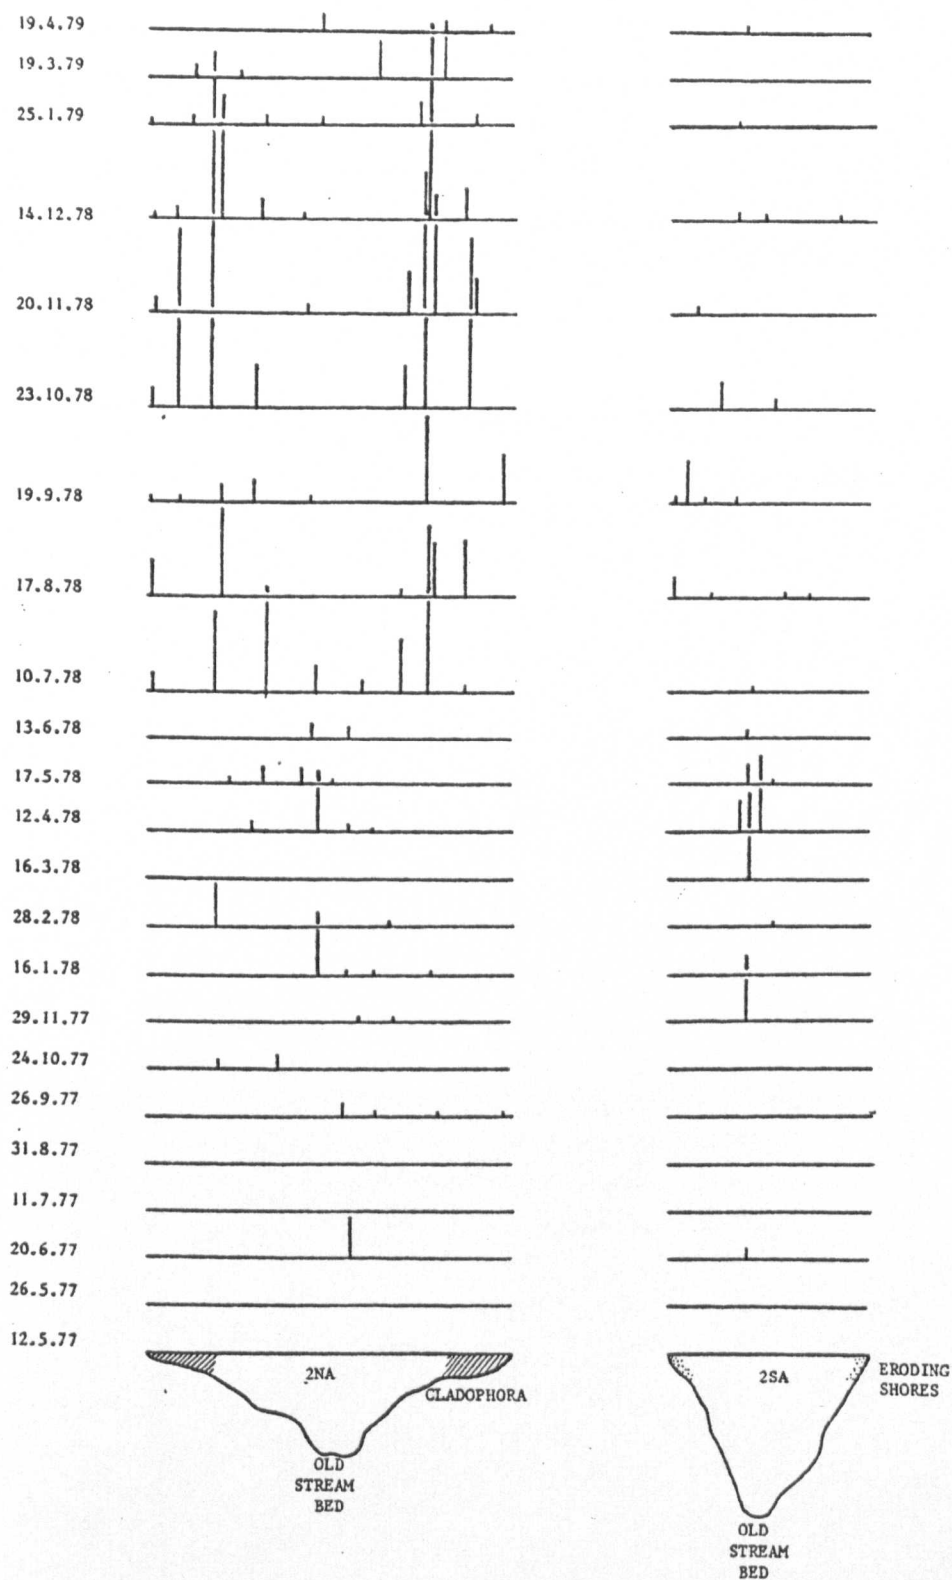 19.4.79
19.3.79
25.1.79
14.12.78
20.11.78
23.10.78
19.9.78
17.8.78
10.7.78
13.6.78
17.5.78
12.4.78
16.3.78
28.2.78
16.1.78
29.11.77
24.10.77
26.9.77
31.8.77
11.7.77
20.6.77
26.5.77
12.5.77
2NA
CLADOPHORA
OLD
STREAM
BED
2SA
ERODING
SHORES
OLD
STREAM
BED